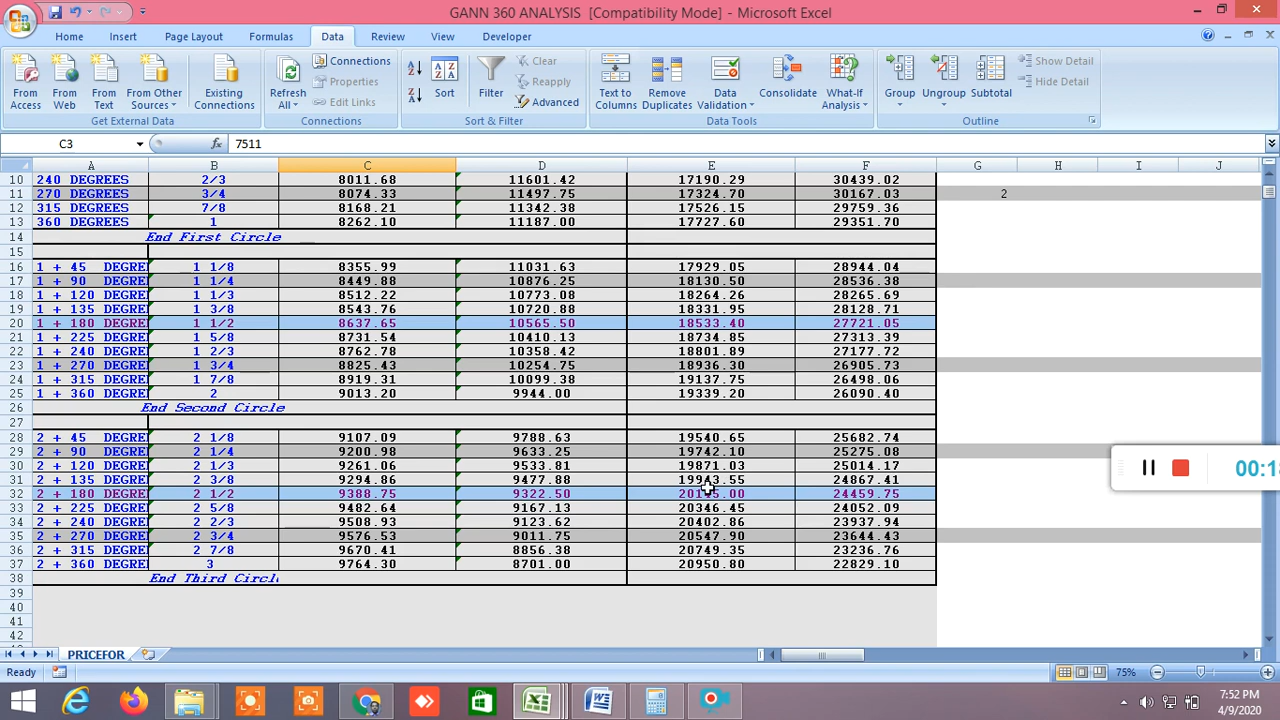 GANN 360 ANALYSIS [Compatibility Mode] - Microsoft Excel
Home Insert Page Layout Formulas Data Review View Developer
From Access
From Web
From Text
From Other Sources
Existing Connections
Get External Data
Refresh All
Connections
Properties
Edit Links
Connections
Sort
Filter
Clear
Reapply
Advanced
Sort & Filter
Text to Columns
Remove Duplicates
Data Validation
Consolidate
What-If Analysis
Data Tools
Group
Ungroup
Subtotal
Show Detail
Hide Detail
Outline
C3 fx 7511
A B C D E F G H I J
10 240 DEGREES 2/3 8011.68 11601.42 17190.29 30439.02
11 270 DEGREES 3/4 8074.33 11497.75 17324.70 30167.03 2
12 315 DEGREES 7/8 8168.21 11342.38 17526.15 29759.36
13 360 DEGREES 1 8262.10 11187.00 17727.60 29351.70
14 End First Circle
15
16 1 + 45 DEGRE 1 1/8 8355.99 11031.63 17929.05 28944.04
17 1 + 90 DEGRE 1 1/4 8449.88 10876.25 18130.50 28536.38
18 1 + 120 DEGRE 1 1/3 8512.22 10773.08 18264.26 28265.69
19 1 + 135 DEGRE 1 3/8 8543.76 10720.88 18331.95 28128.71
20 1 + 180 DEGRE 1 1/2 8637.65 10565.50 18533.40 27721.05
21 1 + 225 DEGRE 1 5/8 8731.54 10410.13 18734.85 27313.39
22 1 + 240 DEGRE 1 2/3 8762.78 10358.42 18801.89 27177.72
23 1 + 270 DEGRE 1 3/4 8825.43 10254.75 18936.30 26905.73
24 1 + 315 DEGRE 1 7/8 8919.31 10099.38 19137.75 26498.06
25 1 + 360 DEGRE 2 9013.20 9944.00 19339.20 26090.40
26 End Second Circle
27
28 2 + 45 DEGRE 2 1/8 9107.09 9788.63 19540.65 25682.74
29 2 + 90 DEGRE 2 1/4 9200.98 9633.25 19742.10 25275.08
30 2 + 120 DEGRE 2 1/3 9261.06 9533.81 19871.03 25014.17
31 2 + 135 DEGRE 2 3/8 9294.86 9477.88 19943.55 24867.41
32 2 + 180 DEGRE 2 1/2 9388.75 9322.50 24459.75
33 2 + 225 DEGRE 2 5/8 9482.64 9167.13 20346.45 24052.09
34 2 + 240 DEGRE 2 2/3 9508.93 9123.62 20402.86 23937.94
35 2 + 270 DEGRE 2 3/4 9576.53 9011.75 20547.90 23644.43
36 2 + 315 DEGRE 2 7/8 9670.41 8856.38 20749.35 23236.76
37 2 + 360 DEGRE 3 9764.30 8701.00 20950.80 22829.10
38 End Third Circl
39
40
41
42
PRICEFOR
Ready 75%
7:52 PM
4/9/2020